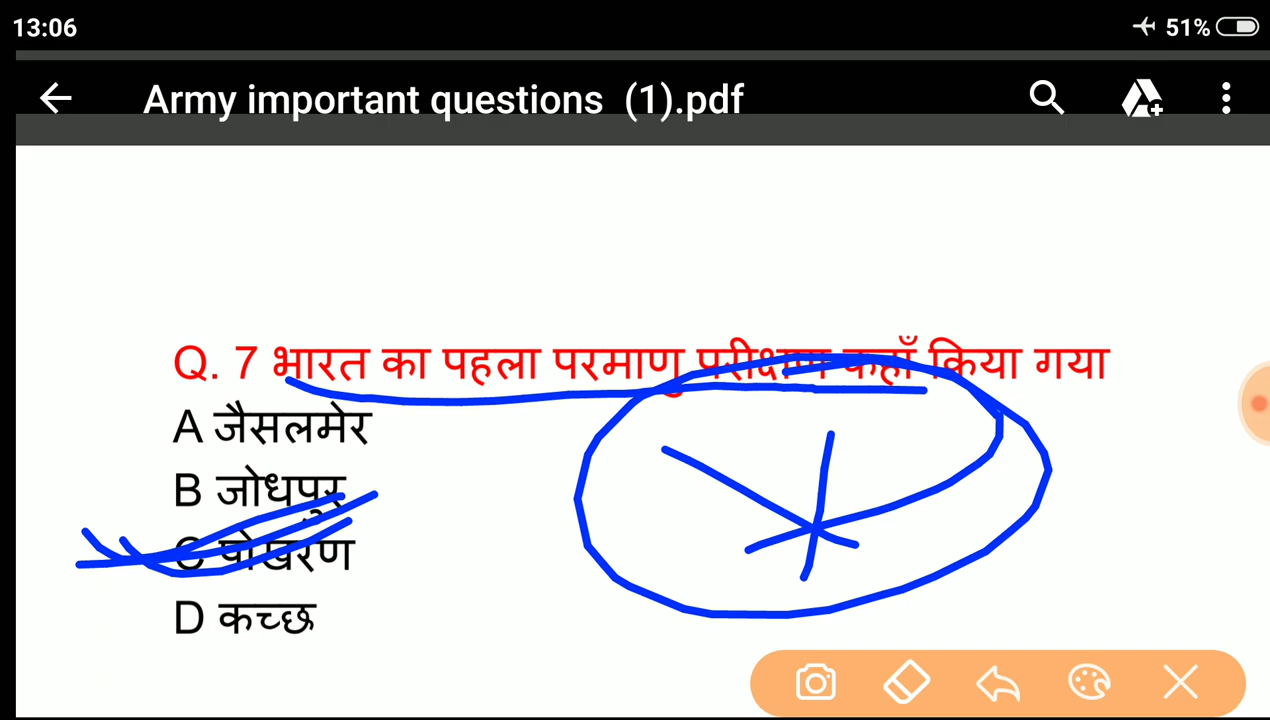 13:06
51%
Army important questions (1).pdf
Q. 7 भारत का पहला परमाणु परीक्षाण कहाँ किया गया
A जैसलमेर
B जोधपुर
C पोखरण
D कच्छ